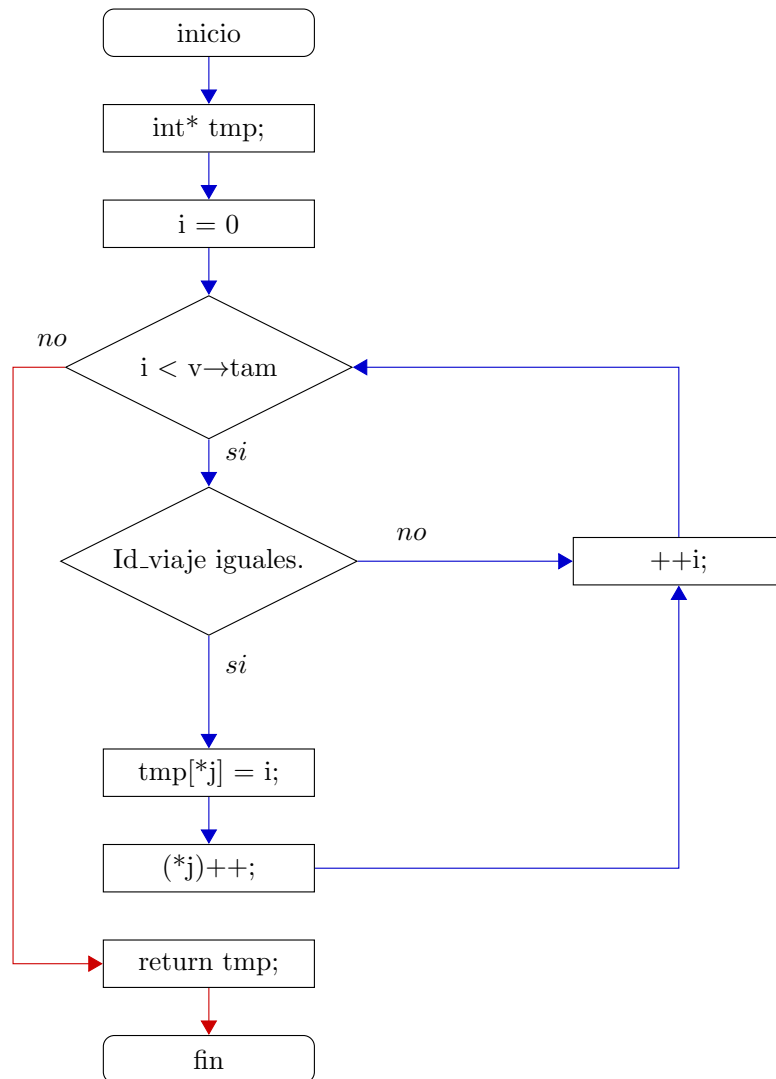 inicio
int* tmp;
i = 0
no
i < v→tam
si
Id_viaje iguales.
no
++i;
si
tmp[*j] = i;
(*j)++;
return tmp;
fin